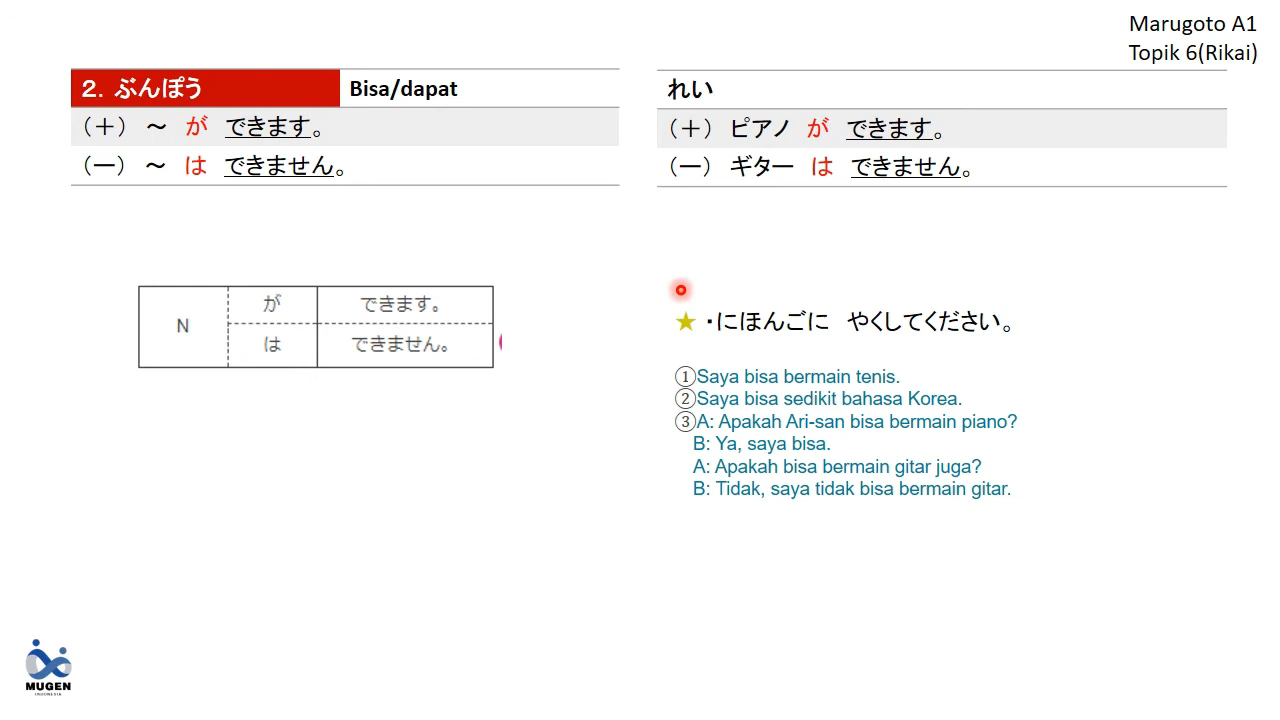 Marugoto A1
Topik 6(Rikai)
２．ぶんぽう Bisa/dapat
（＋） ～ が できます。
（ー） ～ は できません。
れい
（＋） ピアノ が できます。
（ー） ギター は できません。
N が できます。
は できません。
★ ・にほんごに やくしてください。
①Saya bisa bermain tenis.
②Saya bisa sedikit bahasa Korea.
③A: Apakah Ari-san bisa bermain piano?
B: Ya, saya bisa.
A: Apakah bisa bermain gitar juga?
B: Tidak, saya tidak bisa bermain gitar.
MUGEN
INDONESIA